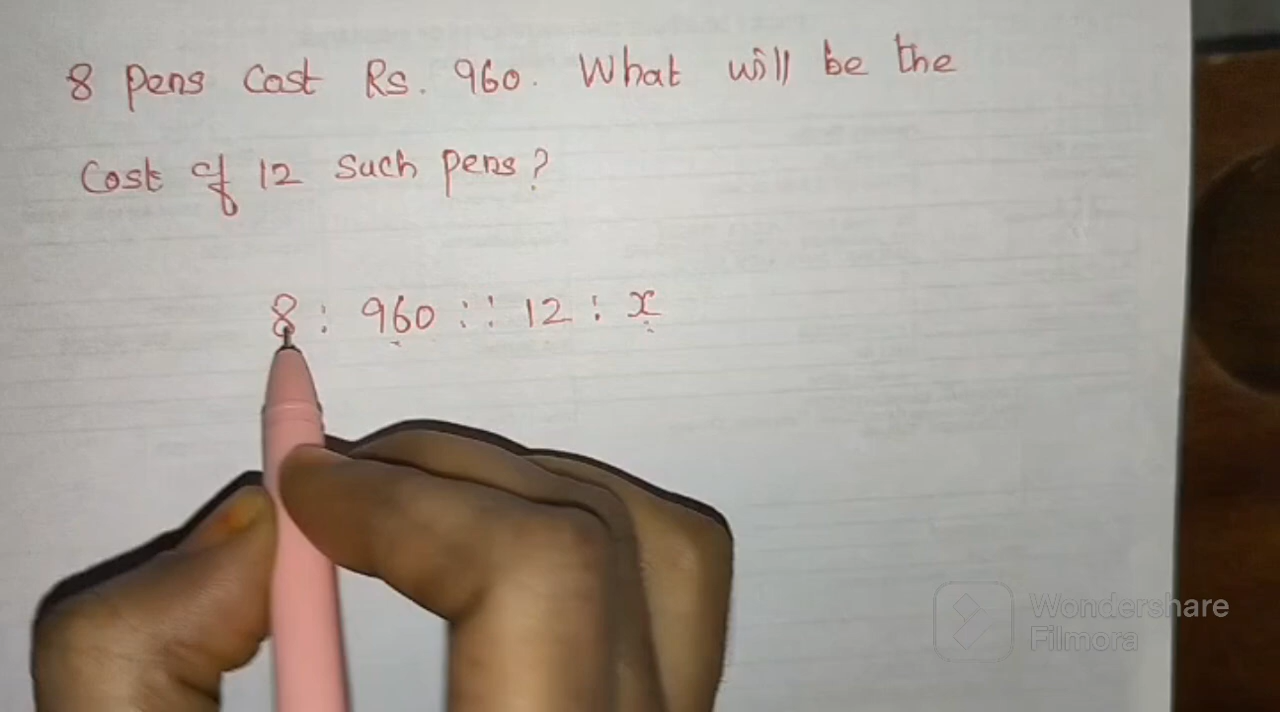 8 pens Cost Rs. 960. What will be the
Cost of 12 Such pens?
8 : 960 :: 12 : x
Wondershare
Filmora